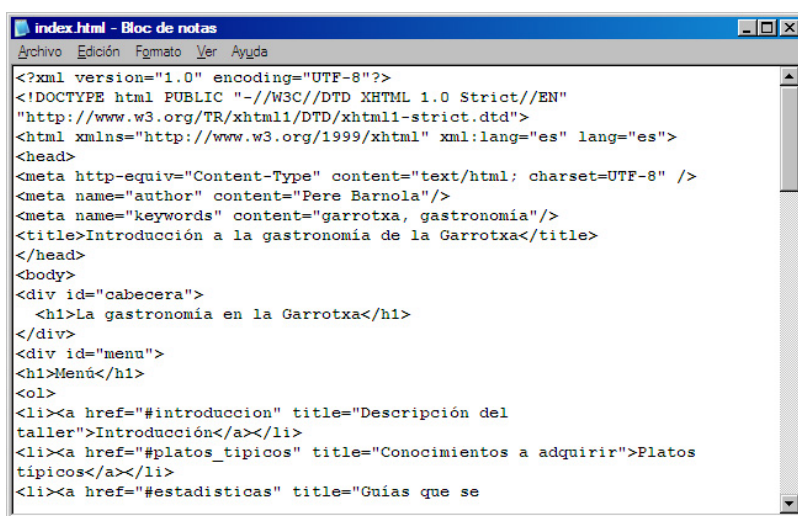 index.html - Bloc de notas
Archivo Edición Formato Ver Ayuda
<?xml version="1.0" encoding="UTF-8"?>
<!DOCTYPE html PUBLIC "-//W3C//DTD XHTML 1.0 Strict//EN"
"http://www.w3.org/TR/xhtml1/DTD/xhtml1-strict.dtd">
<html xmlns="http://www.w3.org/1999/xhtml" xml:lang="es" lang="es">
<head>
<meta http-equiv="Content-Type" content="text/html; charset=UTF-8" />
<meta name="author" content="Pere Barnola"/>
<meta name="keywords" content="garrotxa, gastronomía"/>
<title>Introducción a la gastronomía de la Garrotxa</title>
</head>
<body>
<div id="cabecera">
  <h1>La gastronomía en la Garrotxa</h1>
</div>
<div id="menu">
<h1>Menú</h1>
<ol>
<li><a href="#introduccion" title="Descripción del
taller">Introducción</a></li>
<li><a href="#platos_tipicos" title="Conocimientos a adquirir">Platos
típicos</a></li>
<li><a href="#estadisticas" title="Guías que se